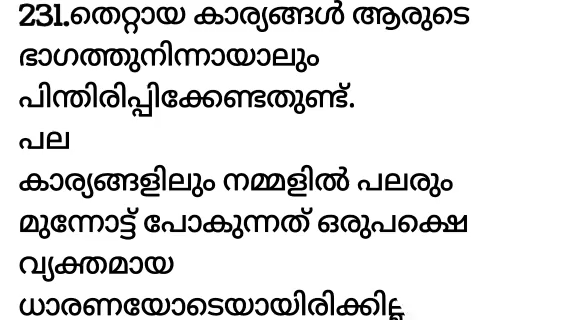 231.തെറ്റായ കാര്യങ്ങൾ ആരുടെ
ഭാഗത്തുനിന്നായാലും
പിന്തിരിപ്പിക്കേണ്ടതുണ്ട്.
പല
കാര്യങ്ങളിലും നമ്മളിൽ പലരും
മുന്നോട്ട് പോകുന്നത് ഒരുപക്ഷെ
വ്യക്തമായ
ധാരണയോടെയായിരിക്കില്ല